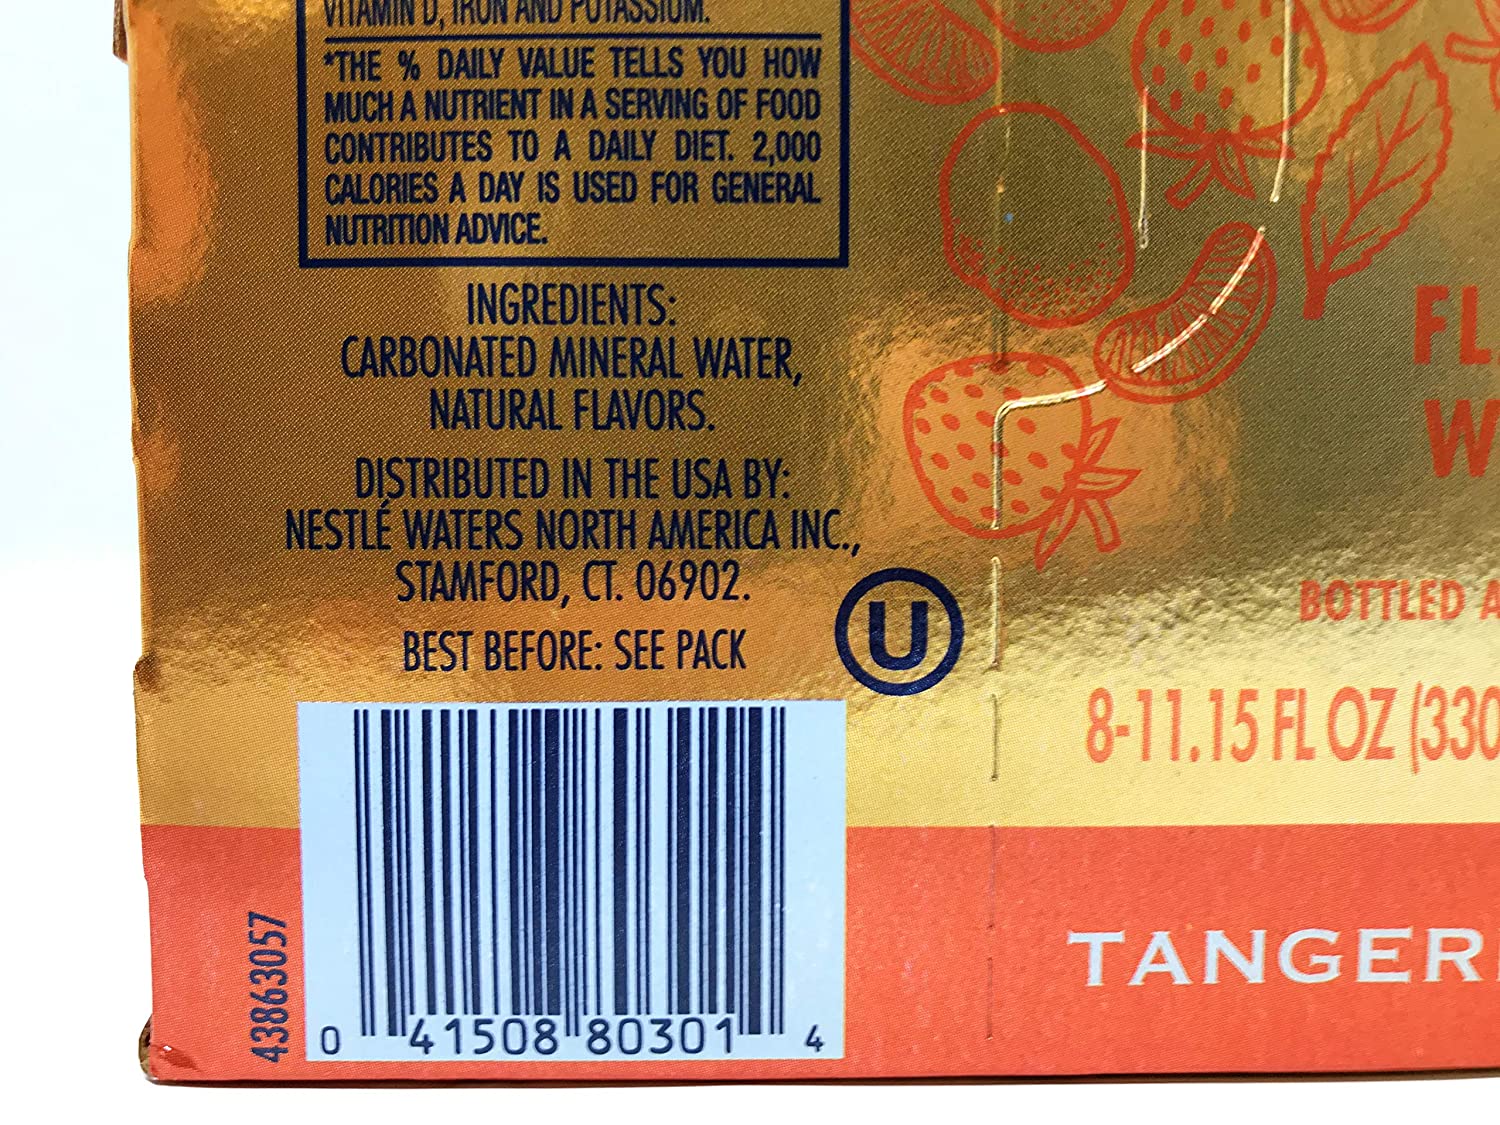 VITAMIN D, IRON AND POTASSIUM.
*THE % DAILY VALUE TELLS YOU HOW
MUCH A NUTRIENT IN A SERVING OF FOOD
CONTRIBUTES TO A DAILY DIET. 2,000
CALORIES A DAY IS USED FOR GENERAL
NUTRITION ADVICE.
INGREDIENTS:
CARBONATED MINERAL WATER,
NATURAL FLAVORS.
DISTRIBUTED IN THE USA BY:
NESTLÉ WATERS NORTH AMERICA INC.,
STAMFORD, CT. 06902.
BEST BEFORE: SEE PACK
U
43863057
0 41508 80301 4
FL
W
BOTTLED A
8-11.15 FL OZ (330
TANGER